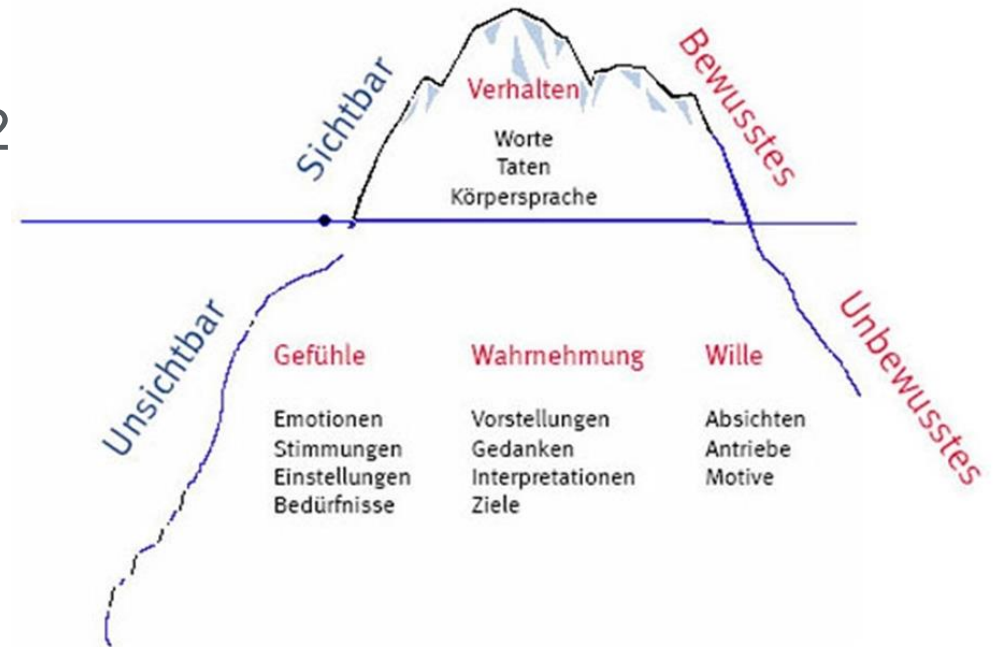 2
Sichtbar
Bewusstes
Verhalten
Worte
Taten
Körpersprache
Unsichtbar
Unbewusstes
Gefühle
Emotionen
Stimmungen
Einstellungen
Bedürfnisse
Wahrnehmung
Vorstellungen
Gedanken
Interpretationen
Ziele
Wille
Absichten
Antriebe
Motive